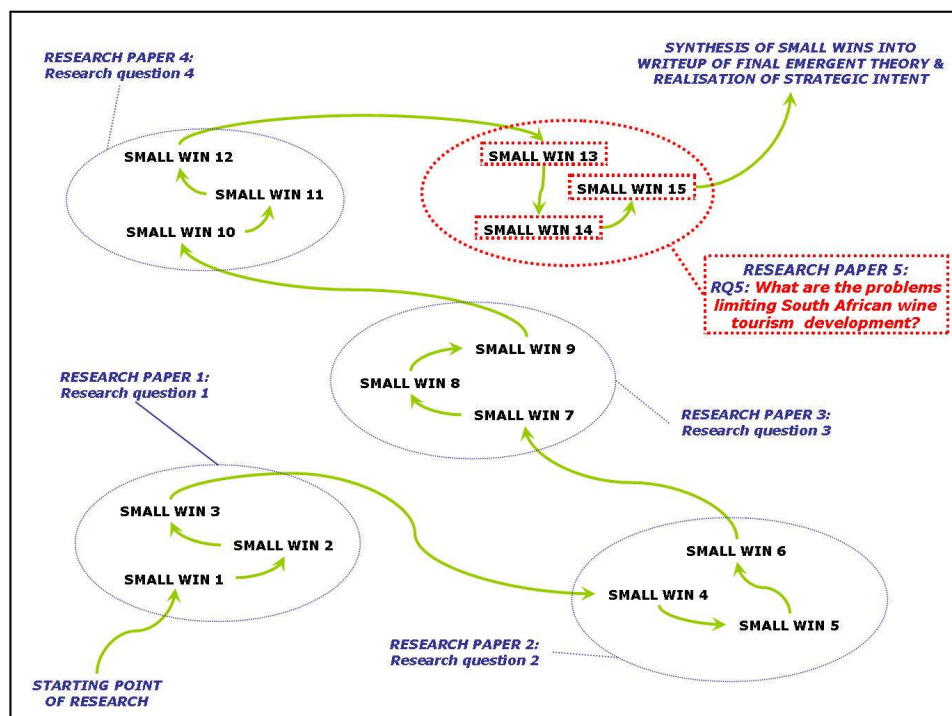 RESEARCH PAPER 4:
Research question 4
SYNTHESIS OF SMALL WINS INTO
WRITEUP OF FINAL EMERGENT THEORY &
REALISATION OF STRATEGIC INTENT
SMALL WIN 12
SMALL WIN 11
SMALL WIN 10
SMALL WIN 13
SMALL WIN 15
SMALL WIN 14
RESEARCH PAPER 5:
RQ5: What are the problems
limiting South African wine
tourism development?
SMALL WIN 9
SMALL WIN 8
SMALL WIN 7
RESEARCH PAPER 3:
Research question 3
RESEARCH PAPER 1:
Research question 1
SMALL WIN 3
SMALL WIN 2
SMALL WIN 1
SMALL WIN 6
SMALL WIN 4
SMALL WIN 5
RESEARCH PAPER 2:
Research question 2
STARTING POINT
OF RESEARCH